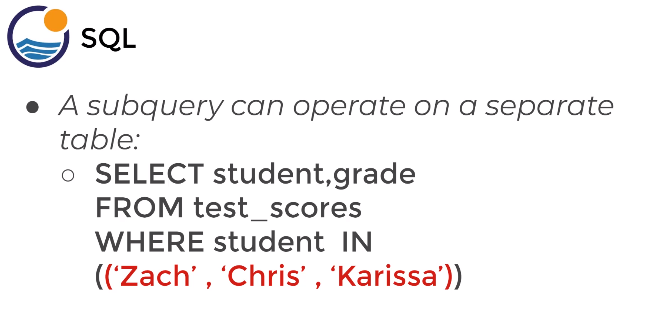 SQL
● A subquery can operate on a separate
table:
○ SELECT student,grade
FROM test_scores
WHERE student  IN
((‘Zach’ , ‘Chris’ , ‘Karissa’))